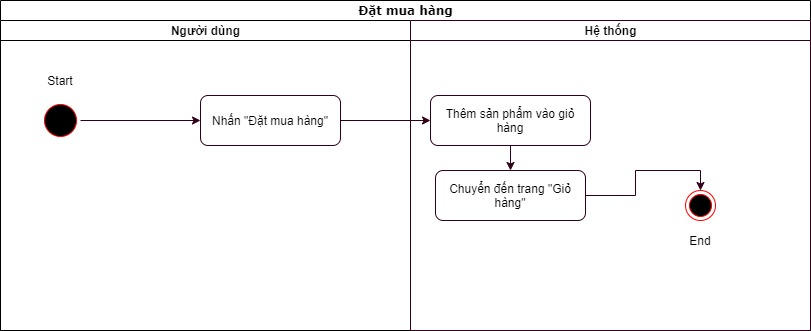 Đặt mua hàng
Người dùng
Hệ thống
Start
Nhấn "Đặt mua hảng"
Thêm sản phẩm vào giỏ
hàng
Chuyển đến trang "Giỏ
hàng"
End